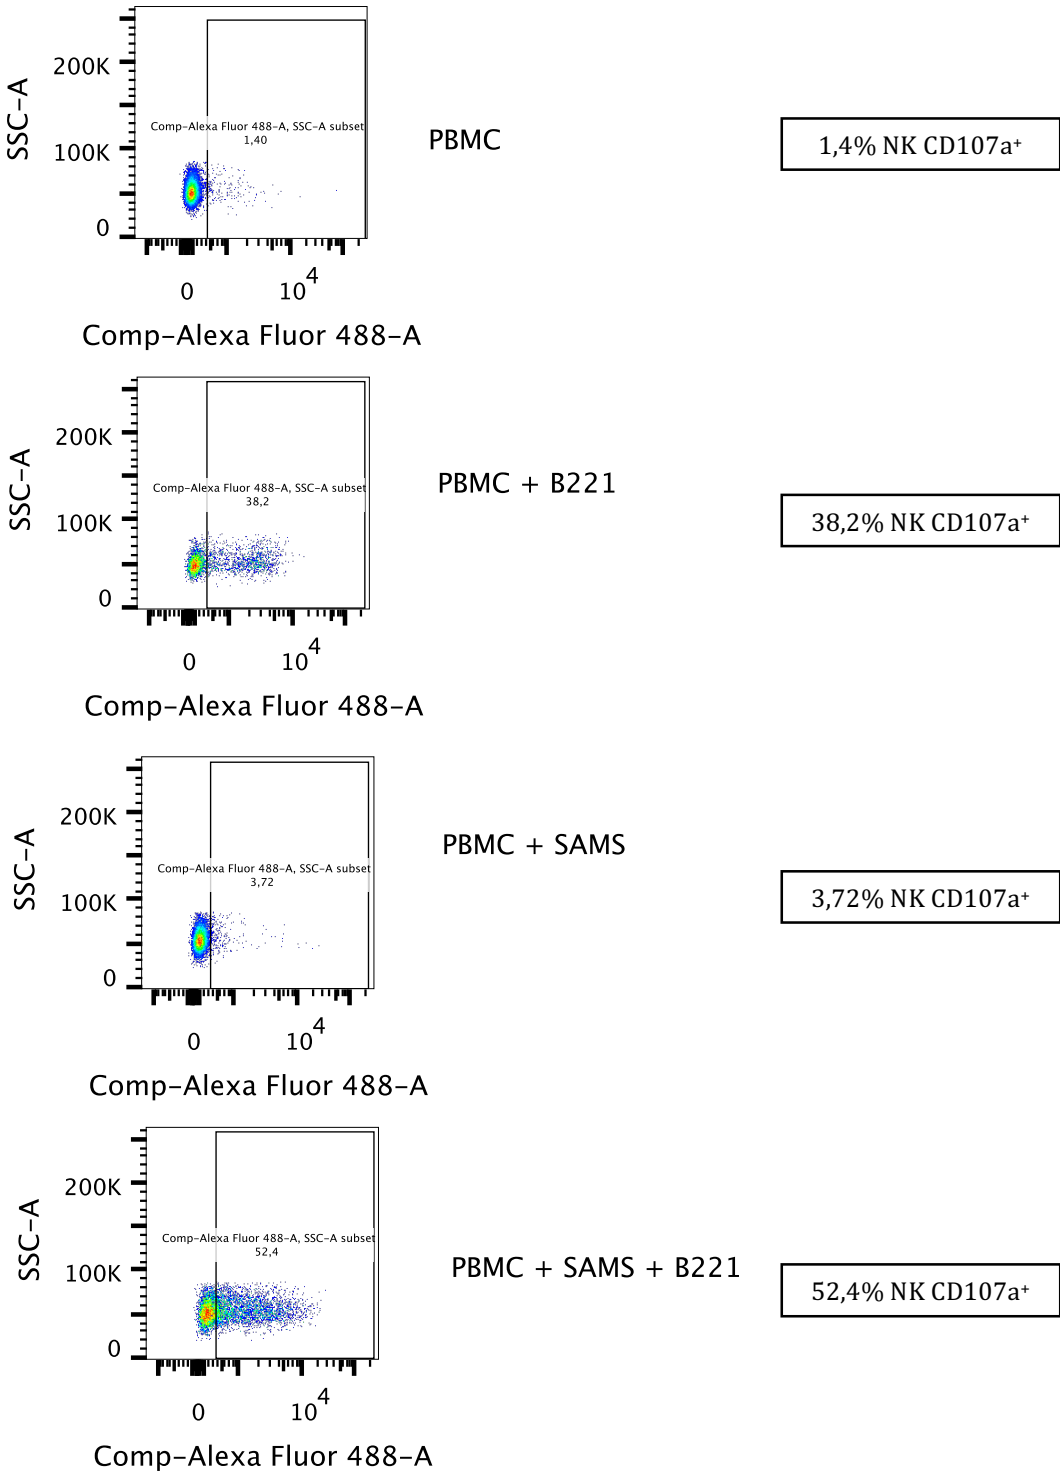 200K
100K
0
SSC-A
Comp-Alexa Fluor 488-A, SSC-A subset
1,40
0
10^4
Comp-Alexa Fluor 488-A
PBMC
1,4% NK CD107a⁺
200K
100K
0
SSC-A
Comp-Alexa Fluor 488-A, SSC-A subset
38,2
0
10^4
Comp-Alexa Fluor 488-A
PBMC + B221
38,2% NK CD107a⁺
200K
100K
0
SSC-A
Comp-Alexa Fluor 488-A, SSC-A subset
3,72
0
10^4
Comp-Alexa Fluor 488-A
PBMC + SAMS
3,72% NK CD107a⁺
200K
100K
0
SSC-A
Comp-Alexa Fluor 488-A, SSC-A subset
52,4
0
10^4
Comp-Alexa Fluor 488-A
PBMC + SAMS + B221
52,4% NK CD107a⁺